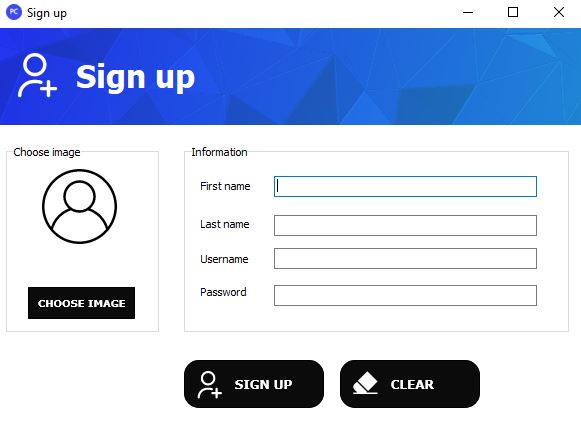 PC Sign up
Sign up
Choose image
CHOOSE IMAGE
Information
First name
Last name
Username
Password
SIGN UP
CLEAR